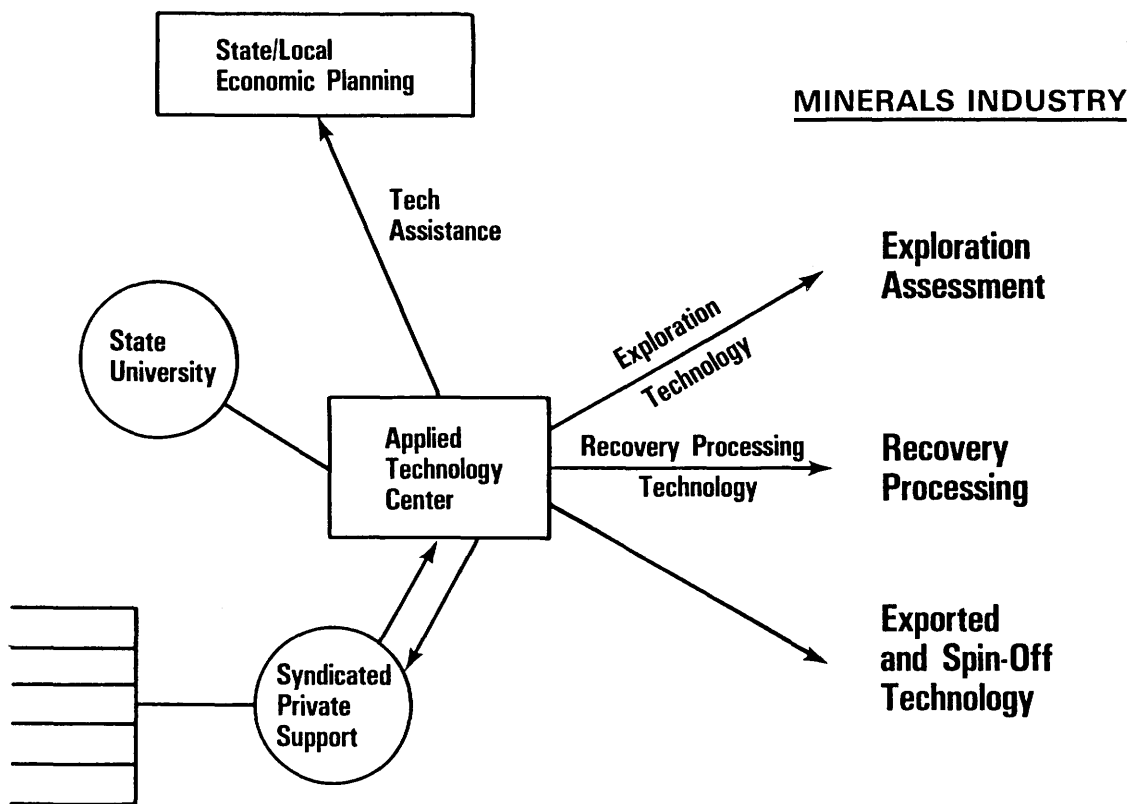 State/Local
Economic Planning
MINERALS INDUSTRY
Tech
Assistance
Exploration
Assessment
Exploration
Technology
State
University
Applied
Technology
Center
Recovery Processing
Technology
Recovery
Processing
Exported
and Spin-Off
Technology
Syndicated
Private
Support